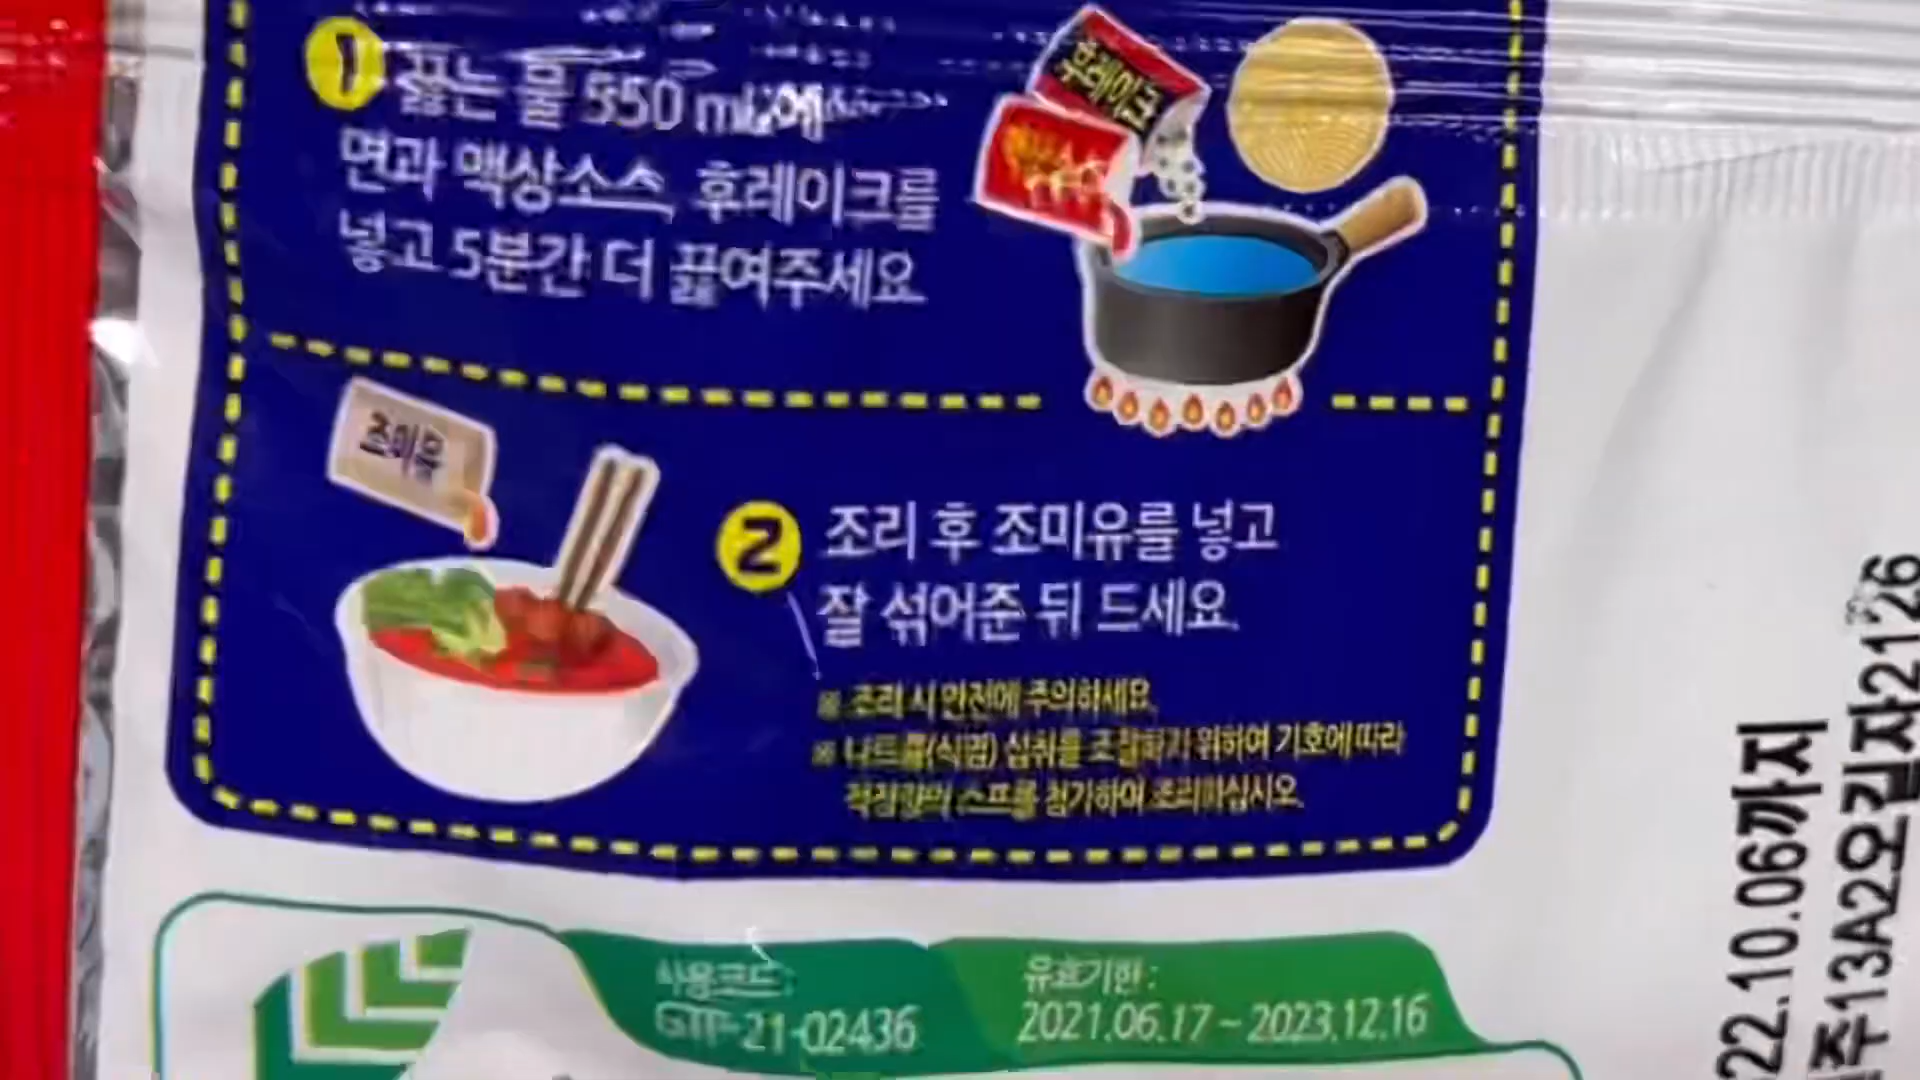 1 끓는 물 550 mL에
면과 액상소스, 후레이크를
넣고 5분간 더 끓여주세요.
후레이크
조미유
2 조리 후 조미유를 넣고
잘 섞어준 뒤 드세요.
※ 조리 시 안전에 주의하세요.
※ 나트륨(식염) 섭취를 조절하기 위하여 기호에 따라
적정량의 스프를 첨가하여 조리하십시오.
사용코드:
GTF-21-02436
유효기한:
2021.06.17 ~ 2023.12.16
22.10.06까지